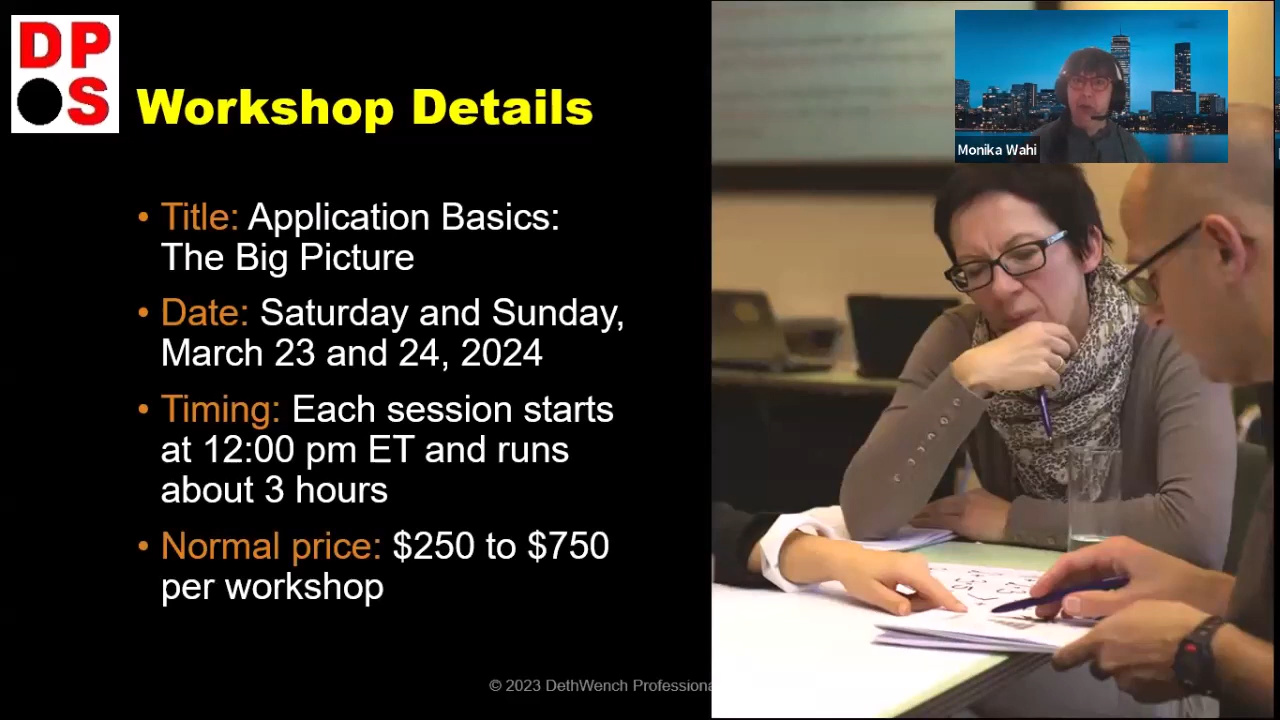 DP
S
Workshop Details
Monika Wahi
• Title: Application Basics:
The Big Picture
• Date: Saturday and Sunday,
March 23 and 24, 2024
• Timing: Each session starts
at 12:00 pm ET and runs
about 3 hours
• Normal price: $250 to $750
per workshop
© 2023 DethWench Professiona